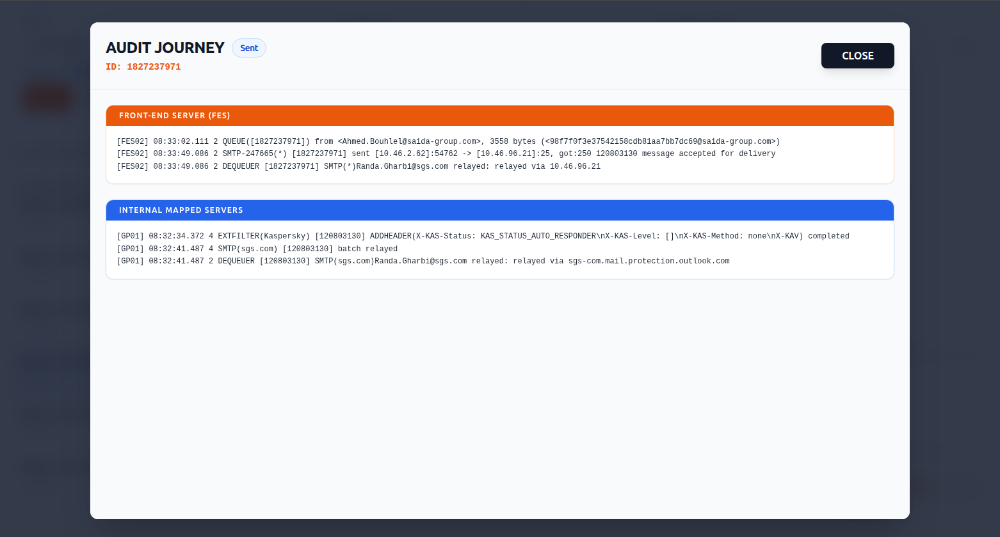 AUDIT JOURNEY Sent
ID: 1827237971
CLOSE
FRONT-END SERVER (FES)
[FES02] 08:33:02.111 2 QUEUE([1827237971]) from <Ahmed.Bouhlel@saida-group.com>, 3558 bytes (<98f7f0f3e37542158cdb81aa7bb7dc69@saida-group.com>)
[FES02] 08:33:49.086 2 SMTP-247665(*) [1827237971] sent [10.46.2.62]:54762 -> [10.46.96.21]:25, got:250 120803130 message accepted for delivery
[FES02] 08:33:49.086 2 DEQUEUER [1827237971] SMTP(*)Randa.Gharbi@sgs.com relayed: relayed via 10.46.96.21
INTERNAL MAPPED SERVERS
[GP01] 08:32:34.372 4 EXTFILTER(Kaspersky) [120803130] ADDHEADER(X-KAS-Status: KAS_STATUS_AUTO_RESPONDER\nX-KAS-Level: []\nX-KAS-Method: none\nX-KAV) completed
[GP01] 08:32:41.487 4 SMTP(sgs.com) [120803130] batch relayed
[GP01] 08:32:41.487 2 DEQUEUER [120803130] SMTP(sgs.com)Randa.Gharbi@sgs.com relayed: relayed via sgs-com.mail.protection.outlook.com